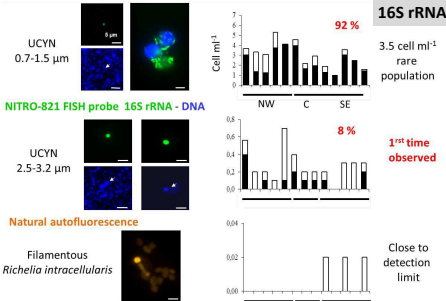 16S rRNA
UCYN
0.7-1.5 µm
5 µm
Cell ml-1
7
6
5
4
3
2
1
0
92 %
NW
C
SE
3.5 cell ml-1
rare
population
NITRO-821 FISH probe 16S rRNA - DNA
UCYN
2.5-3.2 µm
0,8
0,6
0,4
0,2
0,0
8 %
1rst time
observed
Natural autofluorescence
Filamentous
Richelia intracellularis
0,04
0,02
0,00
Close to
detection
limit